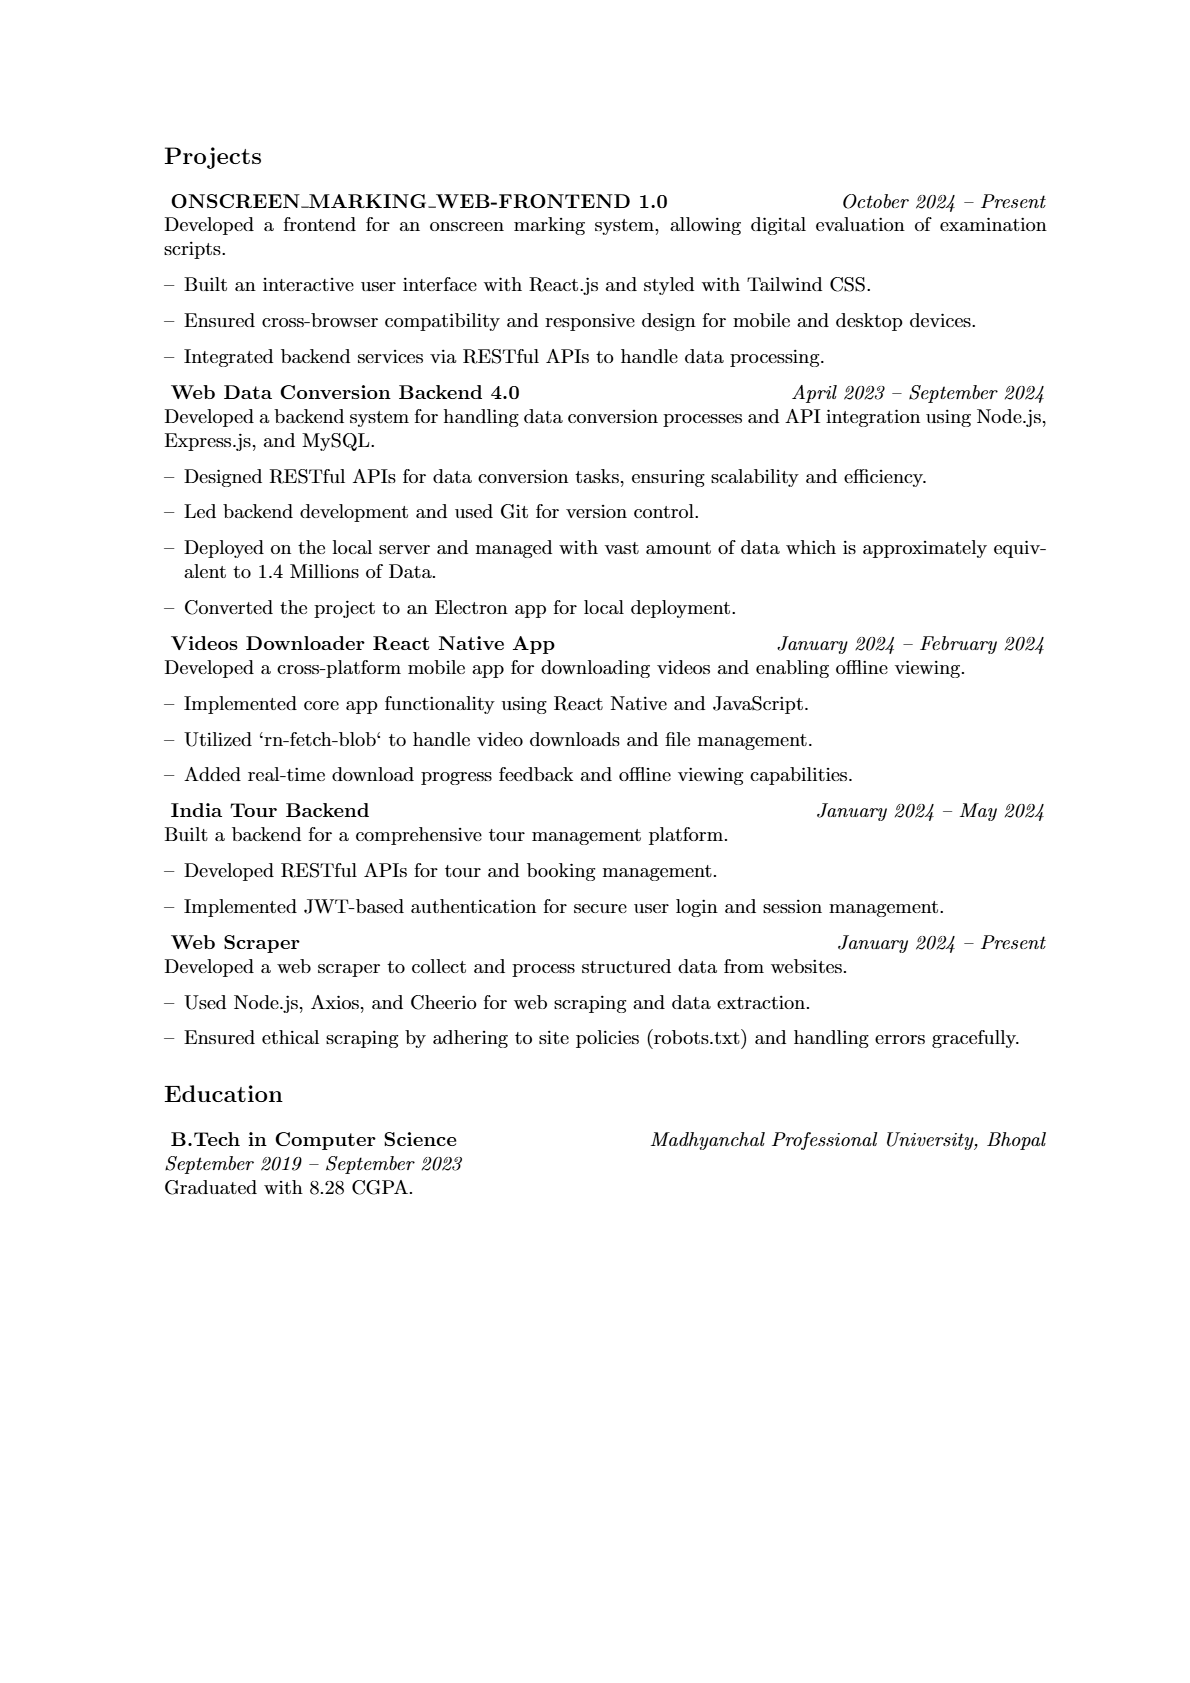 Projects
ONSCREEN_MARKING_WEB-FRONTEND 1.0 October 2024 – Present
Developed a frontend for an onscreen marking system, allowing digital evaluation of examination
scripts.
– Built an interactive user interface with React.js and styled with Tailwind CSS.
– Ensured cross-browser compatibility and responsive design for mobile and desktop devices.
– Integrated backend services via RESTful APIs to handle data processing.
Web Data Conversion Backend 4.0 April 2023 – September 2024
Developed a backend system for handling data conversion processes and API integration using Node.js,
Express.js, and MySQL.
– Designed RESTful APIs for data conversion tasks, ensuring scalability and efficiency.
– Led backend development and used Git for version control.
– Deployed on the local server and managed with vast amount of data which is approximately equiv-
alent to 1.4 Millions of Data.
– Converted the project to an Electron app for local deployment.
Videos Downloader React Native App January 2024 – February 2024
Developed a cross-platform mobile app for downloading videos and enabling offline viewing.
– Implemented core app functionality using React Native and JavaScript.
– Utilized ‘rn-fetch-blob‘ to handle video downloads and file management.
– Added real-time download progress feedback and offline viewing capabilities.
India Tour Backend January 2024 – May 2024
Built a backend for a comprehensive tour management platform.
– Developed RESTful APIs for tour and booking management.
– Implemented JWT-based authentication for secure user login and session management.
Web Scraper January 2024 – Present
Developed a web scraper to collect and process structured data from websites.
– Used Node.js, Axios, and Cheerio for web scraping and data extraction.
– Ensured ethical scraping by adhering to site policies (robots.txt) and handling errors gracefully.
Education
B.Tech in Computer Science Madhyanchal Professional University, Bhopal
September 2019 – September 2023
Graduated with 8.28 CGPA.